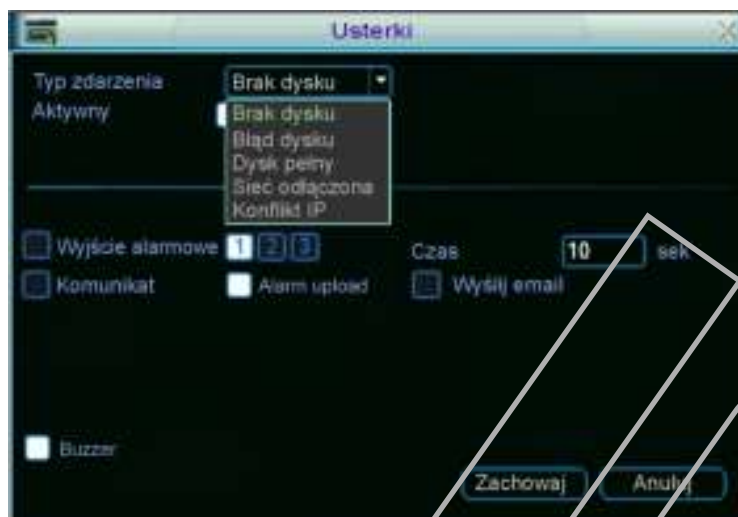 Usterki
Typ zdarzenia Brak dysku
Aktywny
Brak dysku
Błąd dysku
Dysk pełny
Sieć odłączona
Konflikt IP
Wyjście alarmowe 1 2 3 Czas 10 sek
Komunikat Alarm upload Wyślij email
Buzzer
Zachowaj Anuluj